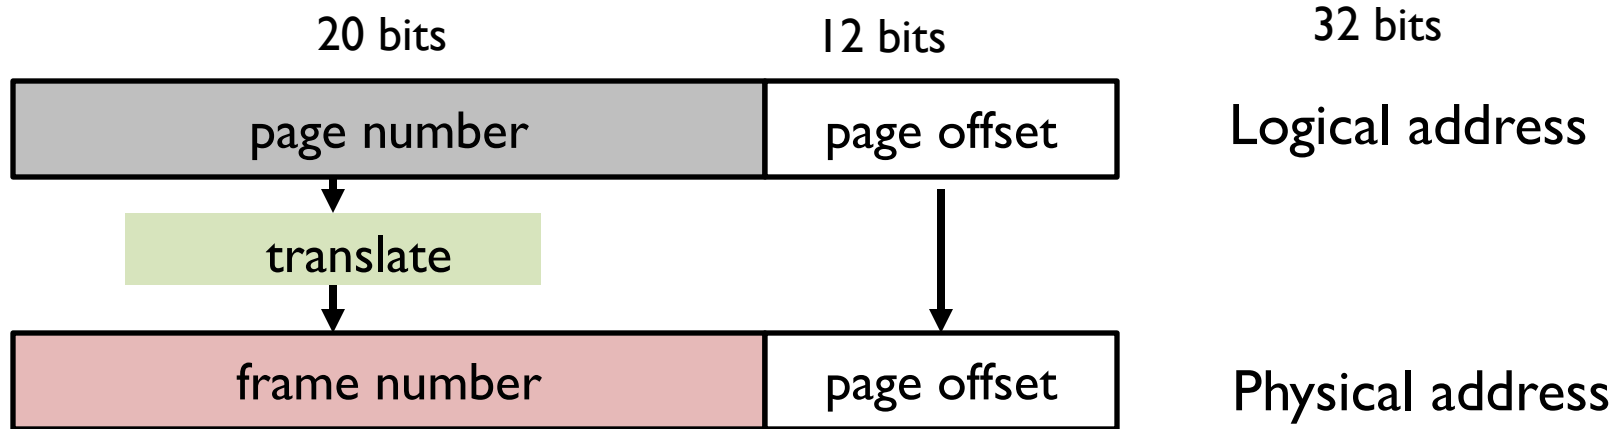 20 bits 12 bits 32 bits
page number page offset Logical address
translate
frame number page offset Physical address